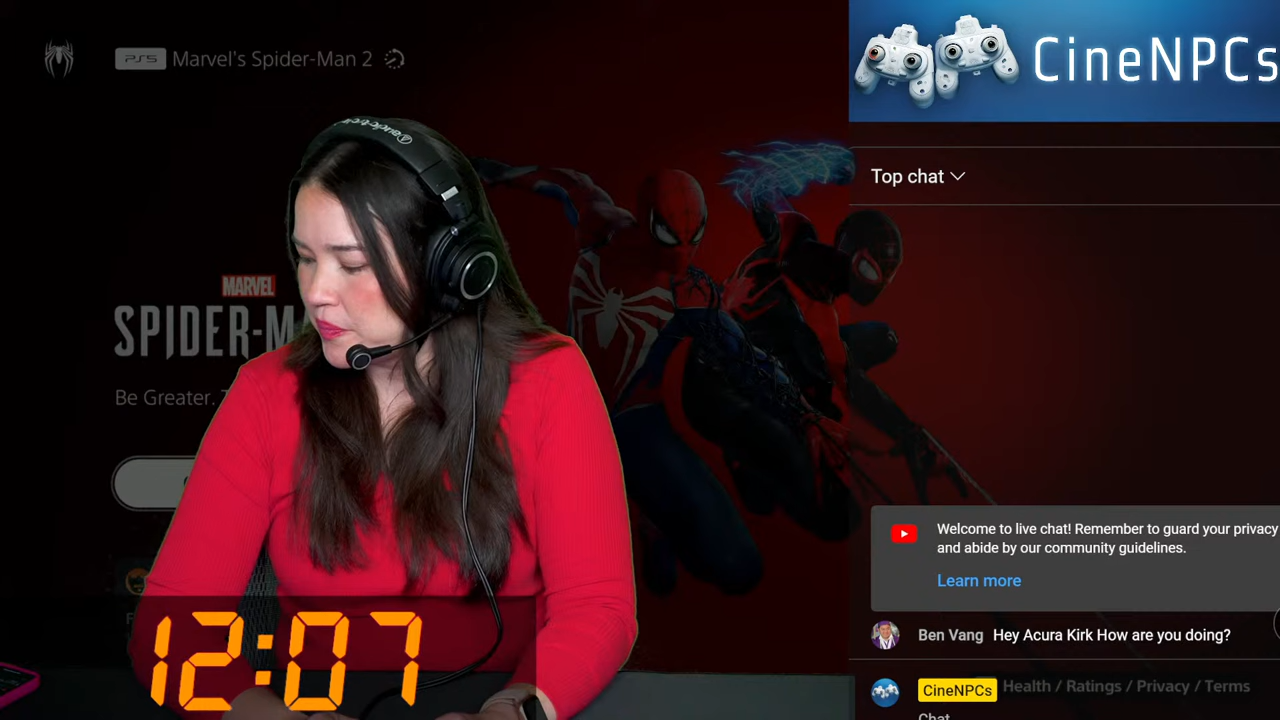 PS5 Marvel's Spider-Man 2
CineNPCs
Top chat
MARVEL
SPIDER-M
Be Greater.
Welcome to live chat! Remember to guard your privacy
and abide by our community guidelines.
Learn more
Ben Vang Hey Acura Kirk How are you doing?
12:07
CineNPCs
Health / Ratings / Privacy / Terms
Chat